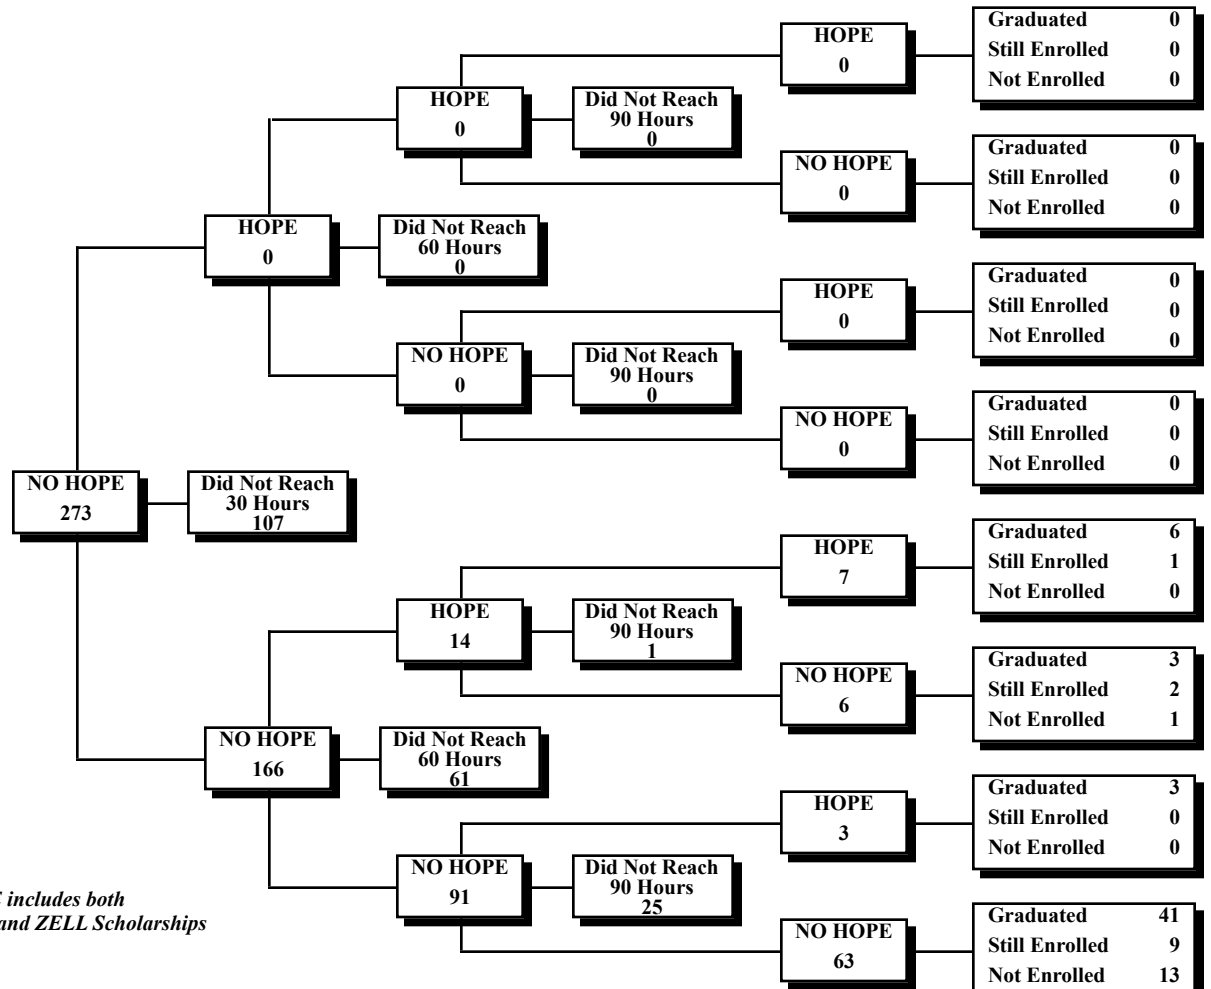 HOPE
0
Graduated 0
Still Enrolled 0
Not Enrolled 0
HOPE
0
Did Not Reach
90 Hours
0
NO HOPE
0
Graduated 0
Still Enrolled 0
Not Enrolled 0
HOPE
0
Did Not Reach
60 Hours
0
HOPE
0
Graduated 0
Still Enrolled 0
Not Enrolled 0
NO HOPE
0
Did Not Reach
90 Hours
0
NO HOPE
0
Graduated 0
Still Enrolled 0
Not Enrolled 0
NO HOPE
273
Did Not Reach
30 Hours
107
HOPE
7
Graduated 6
Still Enrolled 1
Not Enrolled 0
HOPE
14
Did Not Reach
90 Hours
1
NO HOPE
6
Graduated 3
Still Enrolled 2
Not Enrolled 1
NO HOPE
166
Did Not Reach
60 Hours
61
HOPE
3
Graduated 3
Still Enrolled 0
Not Enrolled 0
NO HOPE
91
Did Not Reach
90 Hours
25
NO HOPE
63
Graduated 41
Still Enrolled 9
Not Enrolled 13
includes both
and ZELL Scholarships